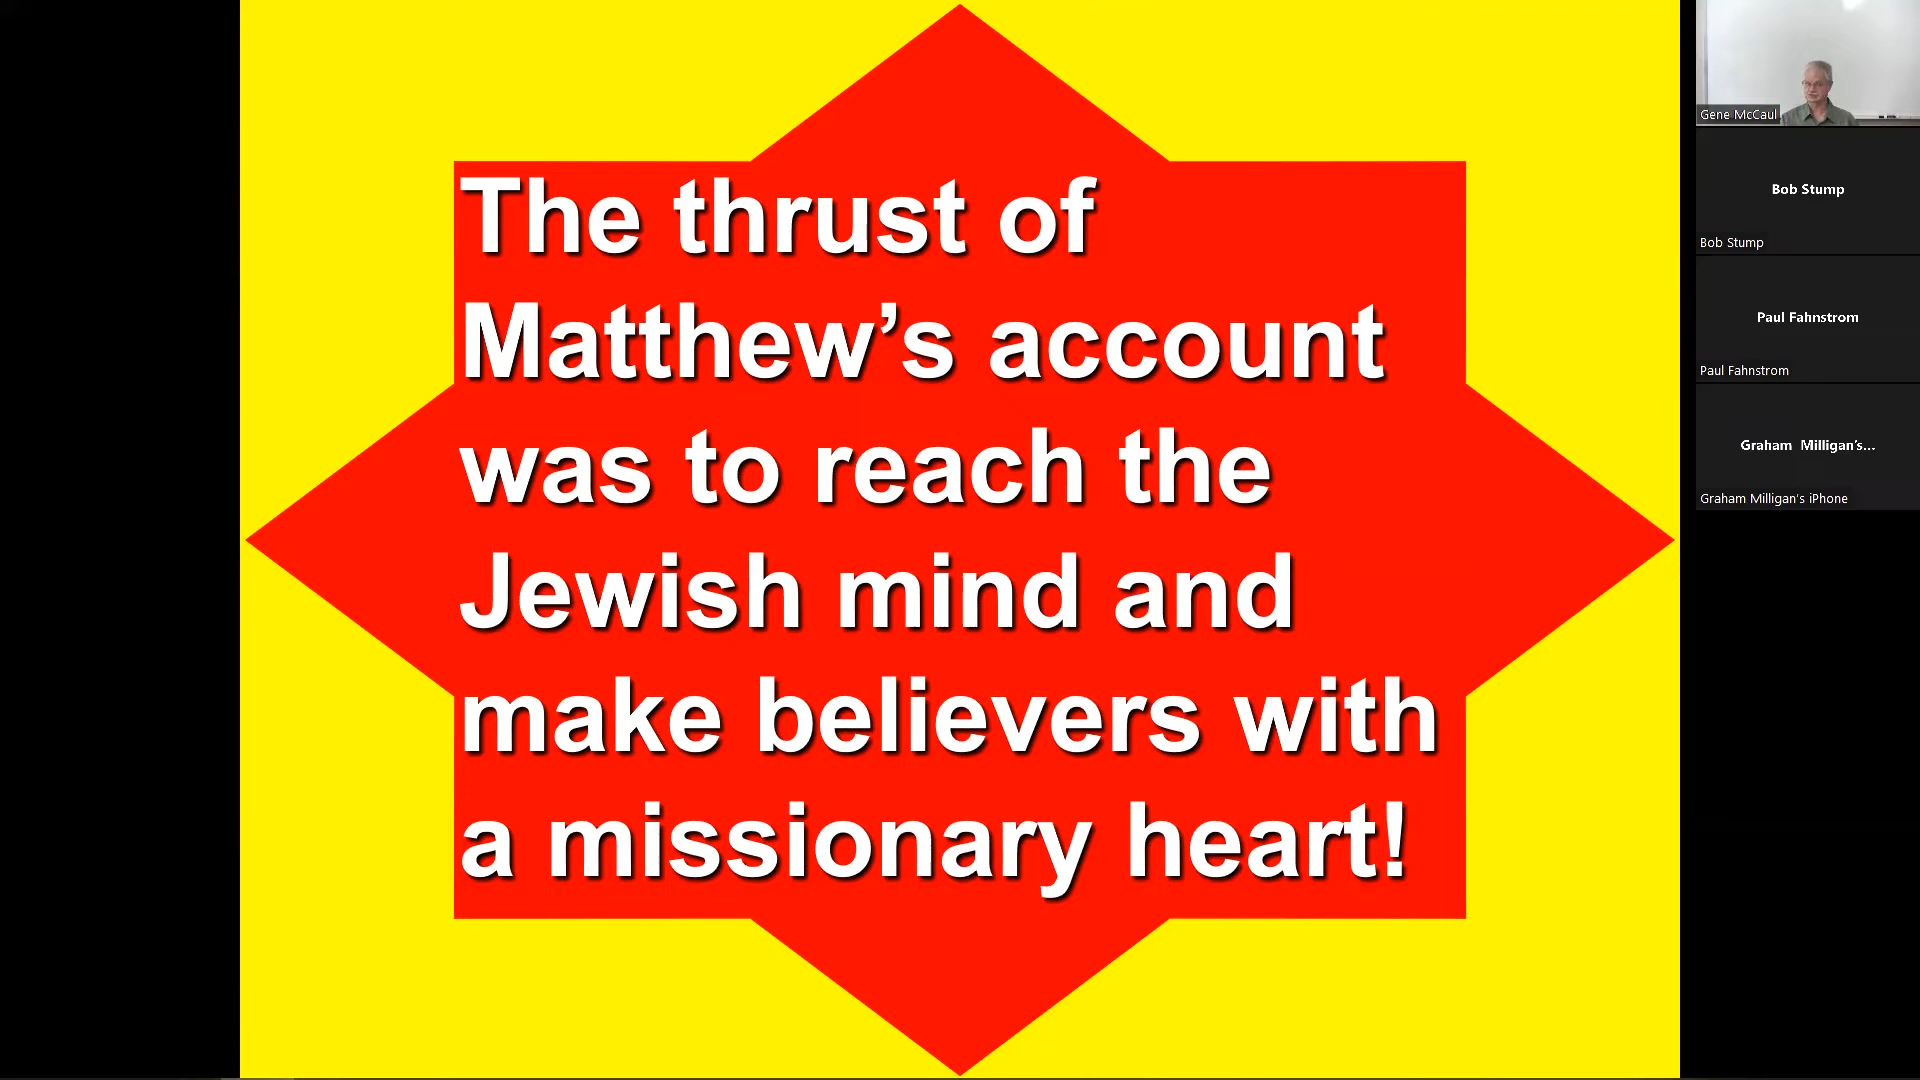 The thrust of
Matthew’s account
was to reach the
Jewish mind and
make believers with
a missionary heart!
Gene McCaul
Bob Stump
Bob Stump
Paul Fahnstrom
Paul Fahnstrom
Graham Milligan's...
Graham Milligan's iPhone